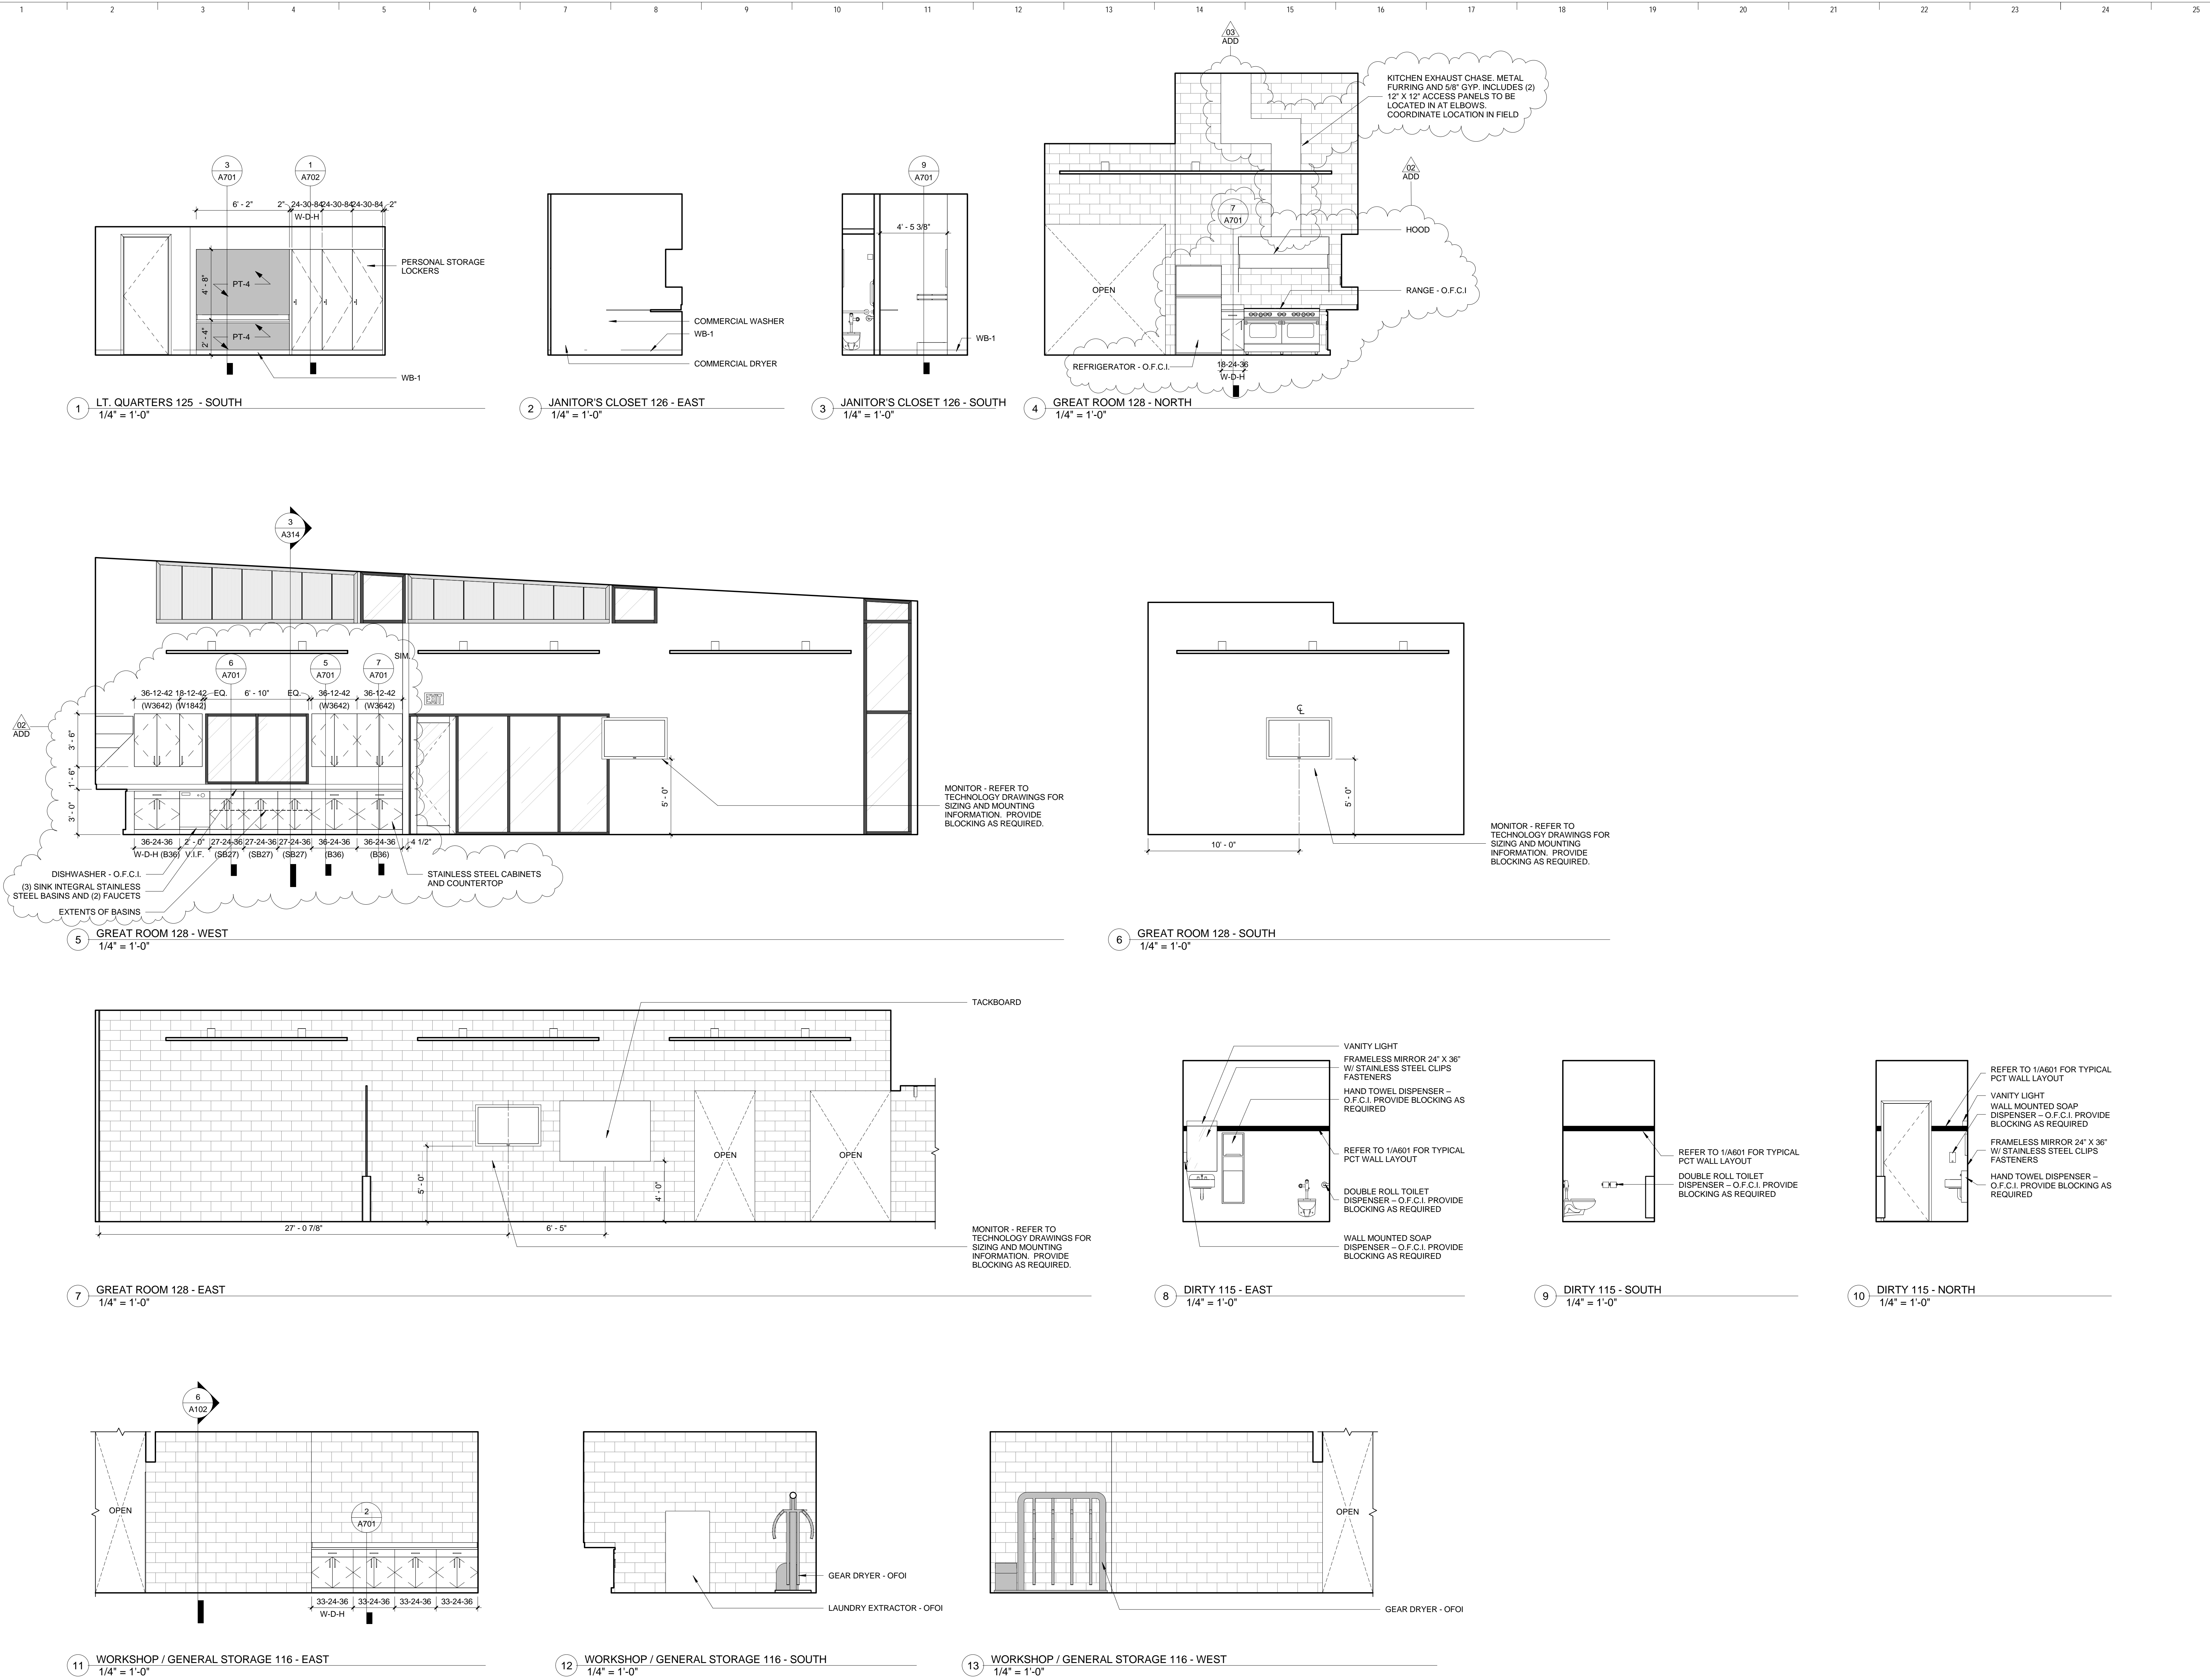 1 2 3 4 5 6 7 8 9 10 11 12 13 14 15 16 17 18 19 20 21 22 23 24 25
03
ADD
KITCHEN EXHAUST CHASE. METAL
FURRING AND 5/8" GYP. INCLUDES (2)
12" X 12" ACCESS PANELS TO BE
LOCATED IN AT ELBOWS.
COORDINATE LOCATION IN FIELD
02
ADD
7
A701
HOOD
OPEN
RANGE - O.F.C.I
REFRIGERATOR - O.F.C.I.
18-24-36
W-D-H
4 GREAT ROOM 128 - NORTH
1/4" = 1'-0"
3
A701
1
A702
6' - 2"
2"
24-30-84
24-30-84
24-30-84
2"
W-D-H
4' - 8"
PT-4
2' - 4"
PT-4
PERSONAL STORAGE
LOCKERS
WB-1
1 LT. QUARTERS 125 - SOUTH
1/4" = 1'-0"
COMMERCIAL WASHER
WB-1
COMMERCIAL DRYER
2 JANITOR'S CLOSET 126 - EAST
1/4" = 1'-0"
9
A701
4' - 5 3/8"
WB-1
3 JANITOR'S CLOSET 126 - SOUTH
1/4" = 1'-0"
3
A314
SIM.
6
A701
5
A701
7
A701
36-12-42
18-12-42
EQ.
6' - 10"
EQ.
36-12-42
36-12-42
(W3642)
(W1842)
(W3642)
(W3642)
02
ADD
3' - 6"
1' - 6"
3' - 0"
5' - 0"
MONITOR - REFER TO
TECHNOLOGY DRAWINGS FOR
SIZING AND MOUNTING
INFORMATION. PROVIDE
BLOCKING AS REQUIRED.
36-24-36
2' - 0"
27-24-36
27-24-36
27-24-36
36-24-36
36-24-36
4 1/2"
W-D-H (B36)
V.I.F.
(SB27)
(SB27)
(SB27)
(B36)
(B36)
DISHWASHER - O.F.C.I.
(3) SINK INTEGRAL STAINLESS
STEEL BASINS AND (2) FAUCETS
EXTENTS OF BASINS
STAINLESS STEEL CABINETS
AND COUNTERTOP
5 GREAT ROOM 128 - WEST
1/4" = 1'-0"
5' - 0"
10' - 0"
MONITOR - REFER TO
TECHNOLOGY DRAWINGS FOR
SIZING AND MOUNTING
INFORMATION. PROVIDE
BLOCKING AS REQUIRED.
6 GREAT ROOM 128 - SOUTH
1/4" = 1'-0"
TACKBOARD
OPEN
OPEN
5' - 0"
4' - 0"
27' - 0 7/8"
6' - 5"
MONITOR - REFER TO
TECHNOLOGY DRAWINGS FOR
SIZING AND MOUNTING
INFORMATION. PROVIDE
BLOCKING AS REQUIRED.
7 GREAT ROOM 128 - EAST
1/4" = 1'-0"
VANITY LIGHT
FRAMELESS MIRROR 24" X 36"
W/ STAINLESS STEEL CLIPS
FASTENERS
HAND TOWEL DISPENSER –
O.F.C.I. PROVIDE BLOCKING AS
REQUIRED
REFER TO 1/A601 FOR TYPICAL
PCT WALL LAYOUT
DOUBLE ROLL TOILET
DISPENSER – O.F.C.I. PROVIDE
BLOCKING AS REQUIRED
WALL MOUNTED SOAP
DISPENSER – O.F.C.I. PROVIDE
BLOCKING AS REQUIRED
8 DIRTY 115 - EAST
1/4" = 1'-0"
REFER TO 1/A601 FOR TYPICAL
PCT WALL LAYOUT
DOUBLE ROLL TOILET
DISPENSER – O.F.C.I. PROVIDE
BLOCKING AS REQUIRED
9 DIRTY 115 - SOUTH
1/4" = 1'-0"
REFER TO 1/A601 FOR TYPICAL
PCT WALL LAYOUT
VANITY LIGHT
WALL MOUNTED SOAP
DISPENSER – O.F.C.I. PROVIDE
BLOCKING AS REQUIRED
FRAMELESS MIRROR 24" X 36"
W/ STAINLESS STEEL CLIPS
FASTENERS
HAND TOWEL DISPENSER –
O.F.C.I. PROVIDE BLOCKING AS
REQUIRED
10 DIRTY 115 - NORTH
1/4" = 1'-0"
6
A102
OPEN
2
A701
33-24-36
33-24-36
33-24-36
33-24-36
W-D-H
11 WORKSHOP / GENERAL STORAGE 116 - EAST
1/4" = 1'-0"
GEAR DRYER - OFOI
LAUNDRY EXTRACTOR - OFOI
12 WORKSHOP / GENERAL STORAGE 116 - SOUTH
1/4" = 1'-0"
OPEN
GEAR DRYER - OFOI
13 WORKSHOP / GENERAL STORAGE 116 - WEST
1/4" = 1'-0"